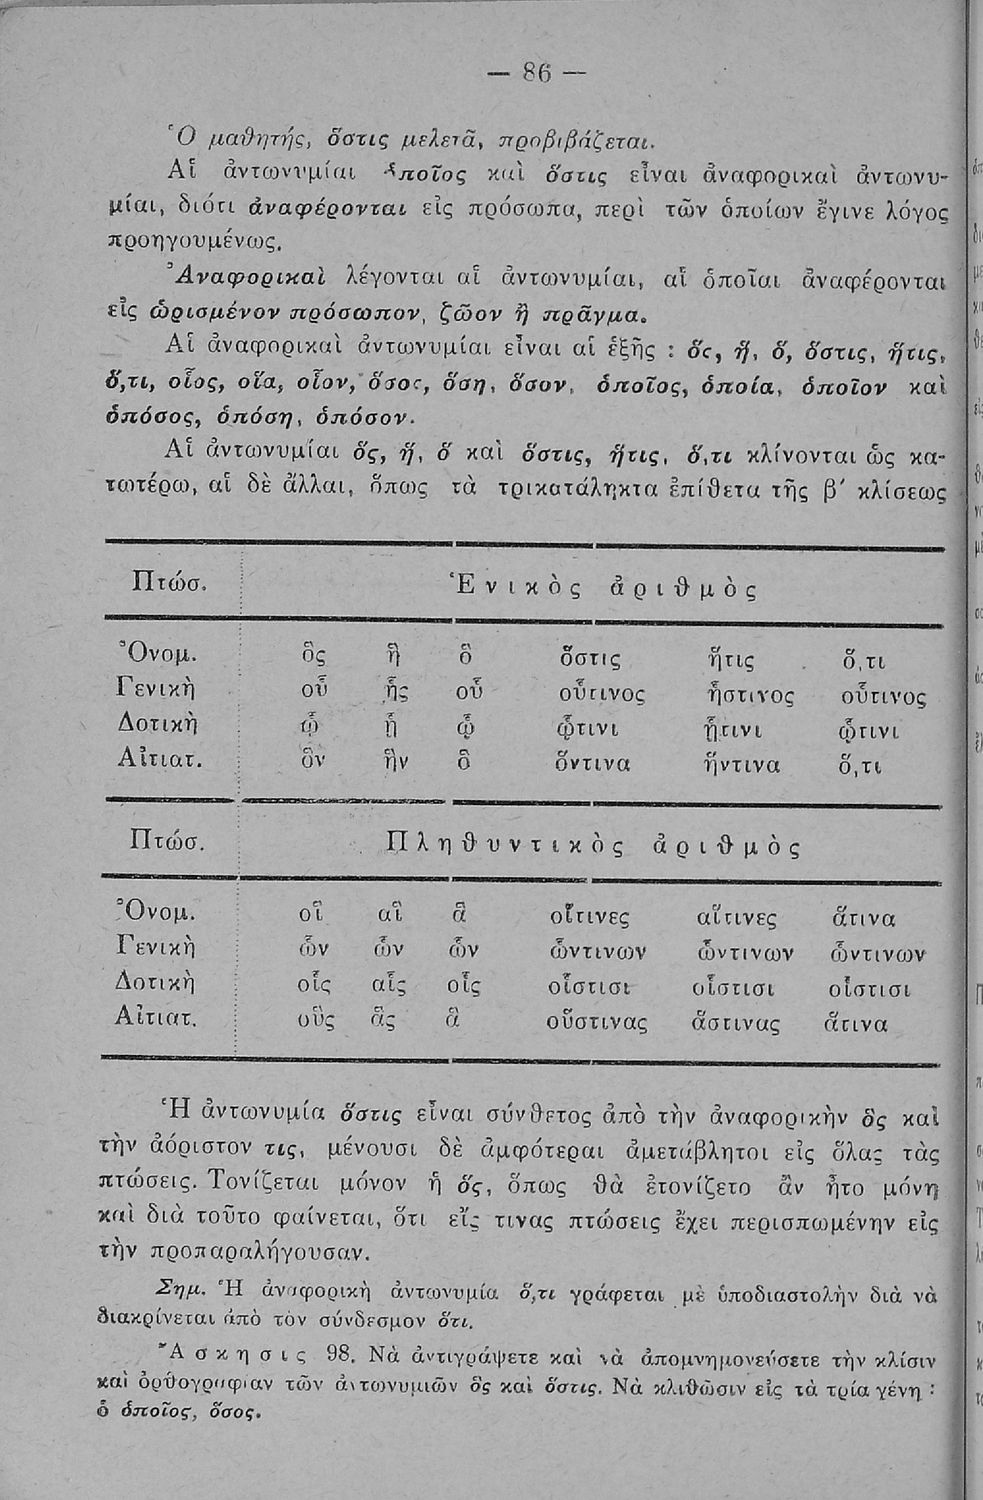 — 86 —
Ὁ μαθητής, ὅστις μελετᾷ, προβιβάζεται.
Αἱ ἀντωνυμίαι ὁποῖος καὶ ὅστις εἶναι ἀναφορικαὶ ἀντωνυ-
μίαι, διότι ἀναφέρονται εἰς πρόσωπα, περὶ τῶν ὁποίων ἔγινε λόγος
προηγουμένως.
Ἀναφορικαὶ λέγονται αἱ ἀντωνυμίαι, αἱ ὁποῖαι ἀναφέρονται
εἰς ὡρισμένον πρόσωπον, ζῶον ἢ πρᾶγμα.
Αἱ ἀναφορικαὶ ἀντωνυμίαι εἶναι αἱ ἑξῆς : ὅς, ἥ, ὅ, ὅστις, ἥτις,
ὅ,τι, οἷος, οἵα, οἷον, ὅσος, ὅση, ὅσον, ὁποῖος, ὁποία, ὁποῖον καὶ
ὁπόσος, ὁπόση, ὁπόσον.
Αἱ ἀντωνυμίαι ὅς, ἥ, ὅ καὶ ὅστις, ἥτις, ὅ,τι κλίνονται ὡς κα-
τωτέρω, αἱ δὲ ἄλλαι, ὅπως τὰ τρικατάληκτα ἐπίθετα τῆς β′ κλίσεως
Πτώσ. Ἑνικὸς ἀριθμὸς
Ὀνομ. ὃς ἣ ὃ ὅστις ἥτις ὅ,τι
Γενικὴ οὗ ἧς οὗ οὗτινος ἧστινος οὗτινος
Δοτικὴ ᾧ ᾗ ᾧ ᾧτινι ᾗτινι ᾧτινι
Αἰτιατ. ὃν ἣν ὃ ὅντινα ἥντινα ὅ,τι
Πτώσ. Πληθυντικὸς ἀριθμὸς
Ὀνομ. οἳ αἳ ἃ οἵτινες αἵτινες ἅτινα
Γενικὴ ὧν ὧν ὧν ὧντινων ὧντινων ὧντινων
Δοτικὴ οἷς αἷς οἷς οἷστισι οἷστισι οἷστισι
Αἰτιατ. οὓς ἃς ἃ οὕστινας ἅστινας ἅτινα
Ἡ ἀντωνυμία ὅστις εἶναι σύνθετος ἀπὸ τὴν ἀναφορικὴν ὃς καὶ
τὴν ἀόριστον τις, μένουσι δὲ ἀμφότεραι ἀμετάβλητοι εἰς ὅλας τὰς
πτώσεις. Τονίζεται μόνον ἡ ὅς, ὅπως θὰ ἐτονίζετο ἂν ἦτο μόνη
καὶ διὰ τοῦτο φαίνεται, ὅτι εἴς τινας πτώσεις ἔχει περισπωμένην εἰς
τὴν προπαραλήγουσαν.
Σημ. Ἡ ἀναφορικὴ ἀντωνυμία ὅ,τι γράφεται μὲ ὑποδιαστολὴν διὰ νὰ
διακρίνεται ἀπὸ τὸν σύνδεσμον ὅτι.
Ἄσκησις 98. Νὰ ἀντιγράψετε καὶ νὰ ἀπομνημονεύσετε τὴν κλίσιν
καὶ ὀρθογραφίαν τῶν ἀντωνυμιῶν ὃς καὶ ὅστις. Νὰ κλιθῶσιν εἰς τὰ τρία γένη :
ὁ ὁποῖος, ὅσος.